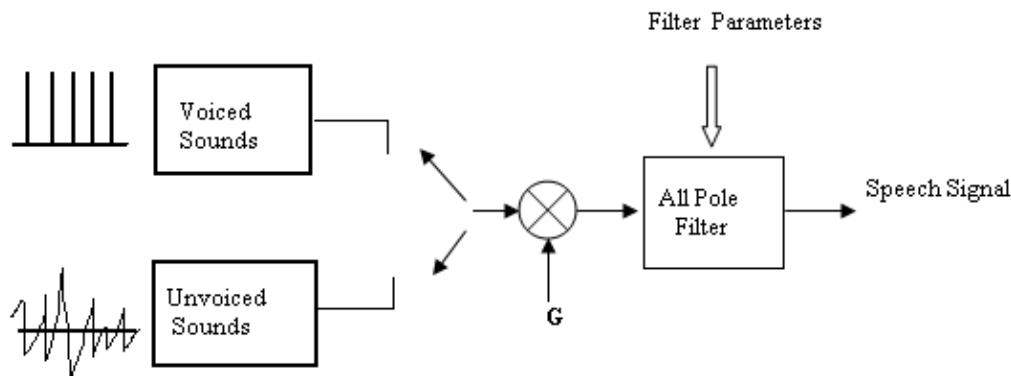 Filter Parameters
Voiced
Sounds
All Pole
Filter
Speech Signal
Unvoiced
Sounds
G